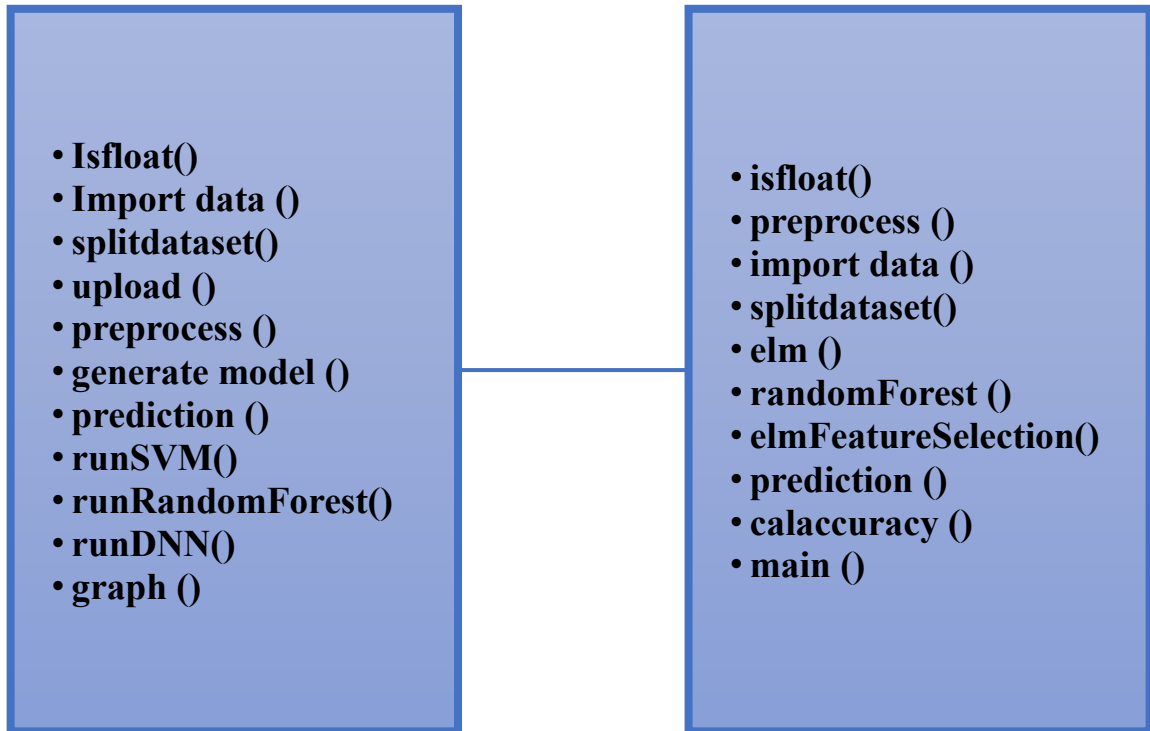 • Isfloat()
• Import data ()
• splitdataset()
• upload ()
• preprocess ()
• generate model ()
• prediction ()
• runSVM()
• runRandomForest()
• runDNN()
• graph ()
• isfloat()
• preprocess ()
• import data ()
• splitdataset()
• elm ()
• randomForest ()
• elmFeatureSelection()
• prediction ()
• calaccuracy ()
• main ()